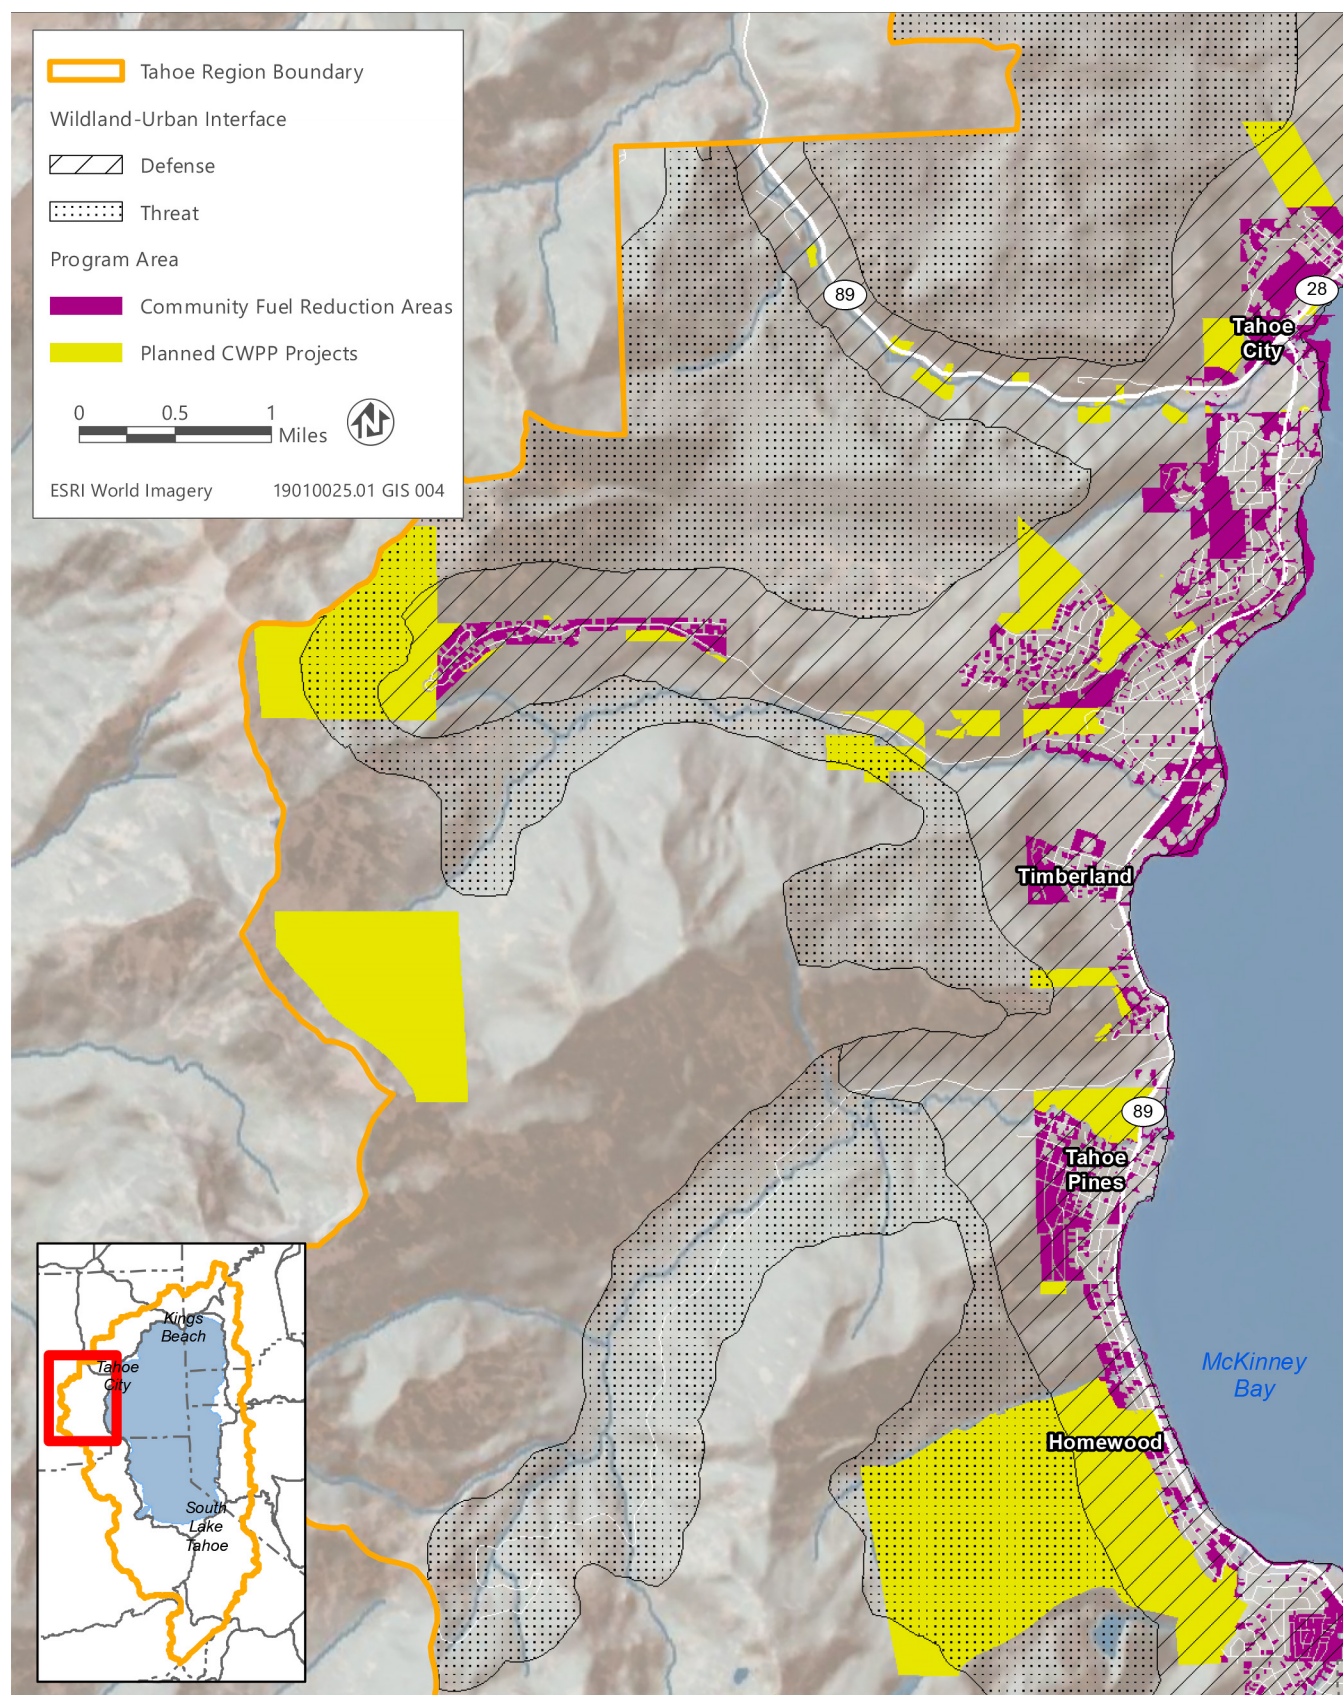 Tahoe Region Boundary
Wildland-Urban Interface
Defense
Threat
Program Area
Community Fuel Reduction Areas
Planned CWPP Projects
0 0.5 1
Miles
N
ESRI World Imagery 19010025.01 GIS 004
89
28
Tahoe
City
Timberland
89
Tahoe
Pines
McKinney
Bay
Homewood
Kings
Beach
Tahoe
City
South
Lake
Tahoe